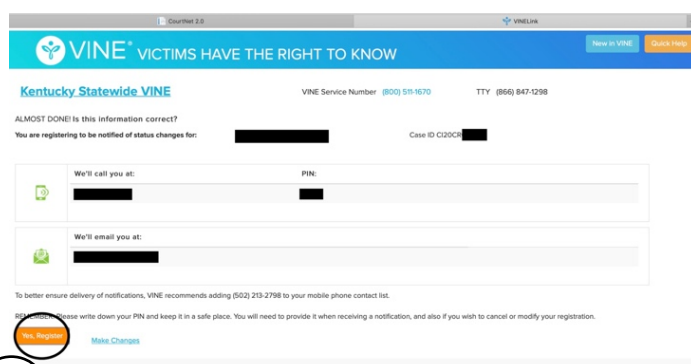 CourtNet 2.0
VINELink
VINE® VICTIMS HAVE THE RIGHT TO KNOW
New in VINE
Quick Help
Kentucky Statewide VINE
VINE Service Number (800) 511-1670
TTY (866) 847-1298
ALMOST DONE! Is this information correct?
You are registering to be notified of status changes for:
Case ID CI20CR
We'll call you at:
PIN:
We'll email you at:
To better ensure delivery of notifications, VINE recommends adding (502) 213-2798 to your mobile phone contact list.
REMEMBER: Please write down your PIN and keep it in a safe place. You will need to provide it when receiving a notification, and also if you wish to cancel or modify your registration.
Yes, Register
Make Changes